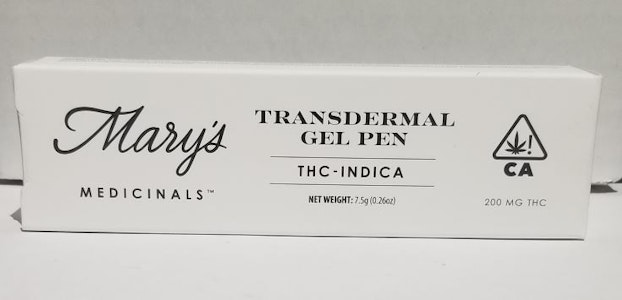 Mary's
MEDICINALS™
TRANSDERMAL
GEL PEN
THC-INDICA
NET WEIGHT: 7.5g (0.26oz)
!
CA
200 MG THC